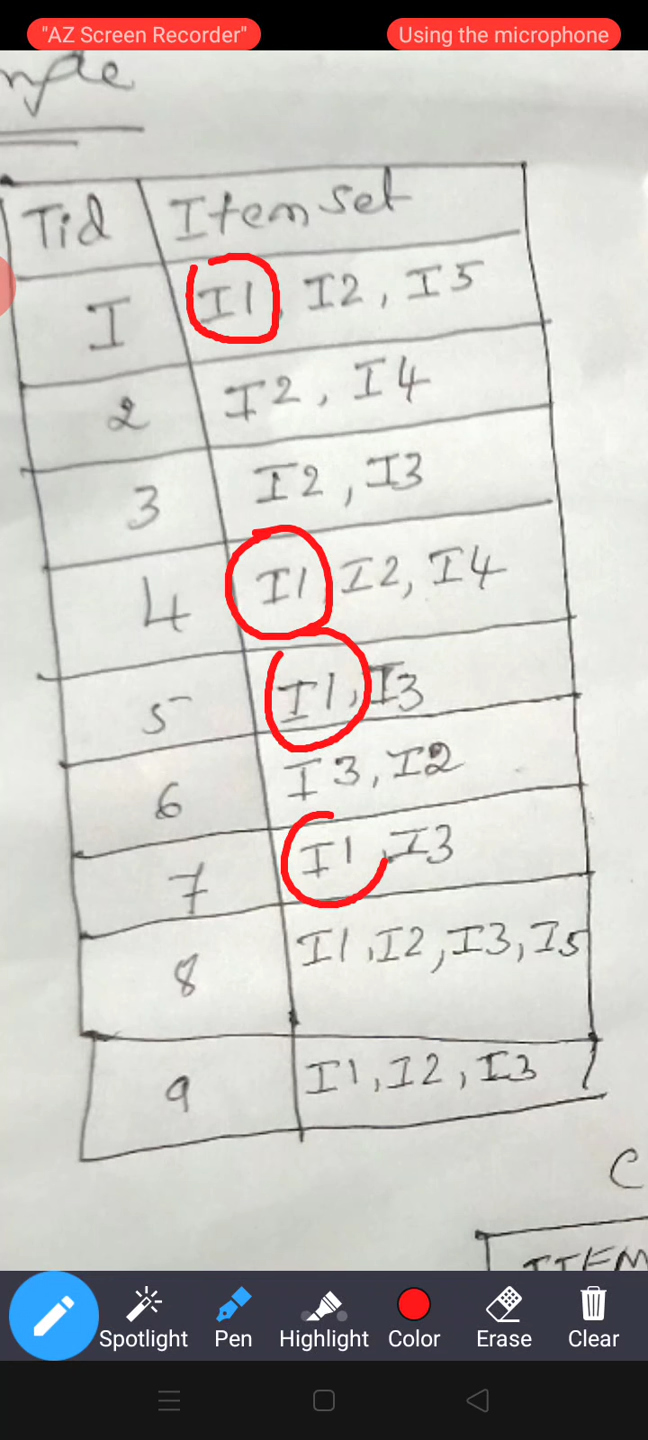 "AZ Screen Recorder" Using the microphone
Tid Itemset
I I1, I2, I5
2 I2, I4
3 I2, I3
4 I1 I2, I4
5 I1, I3
6 I3, I2
7 I1, I3
8 I1, I2, I3, I5
9 I1, I2, I3
C
ITEM
Spotlight Pen Highlight Color Erase Clear